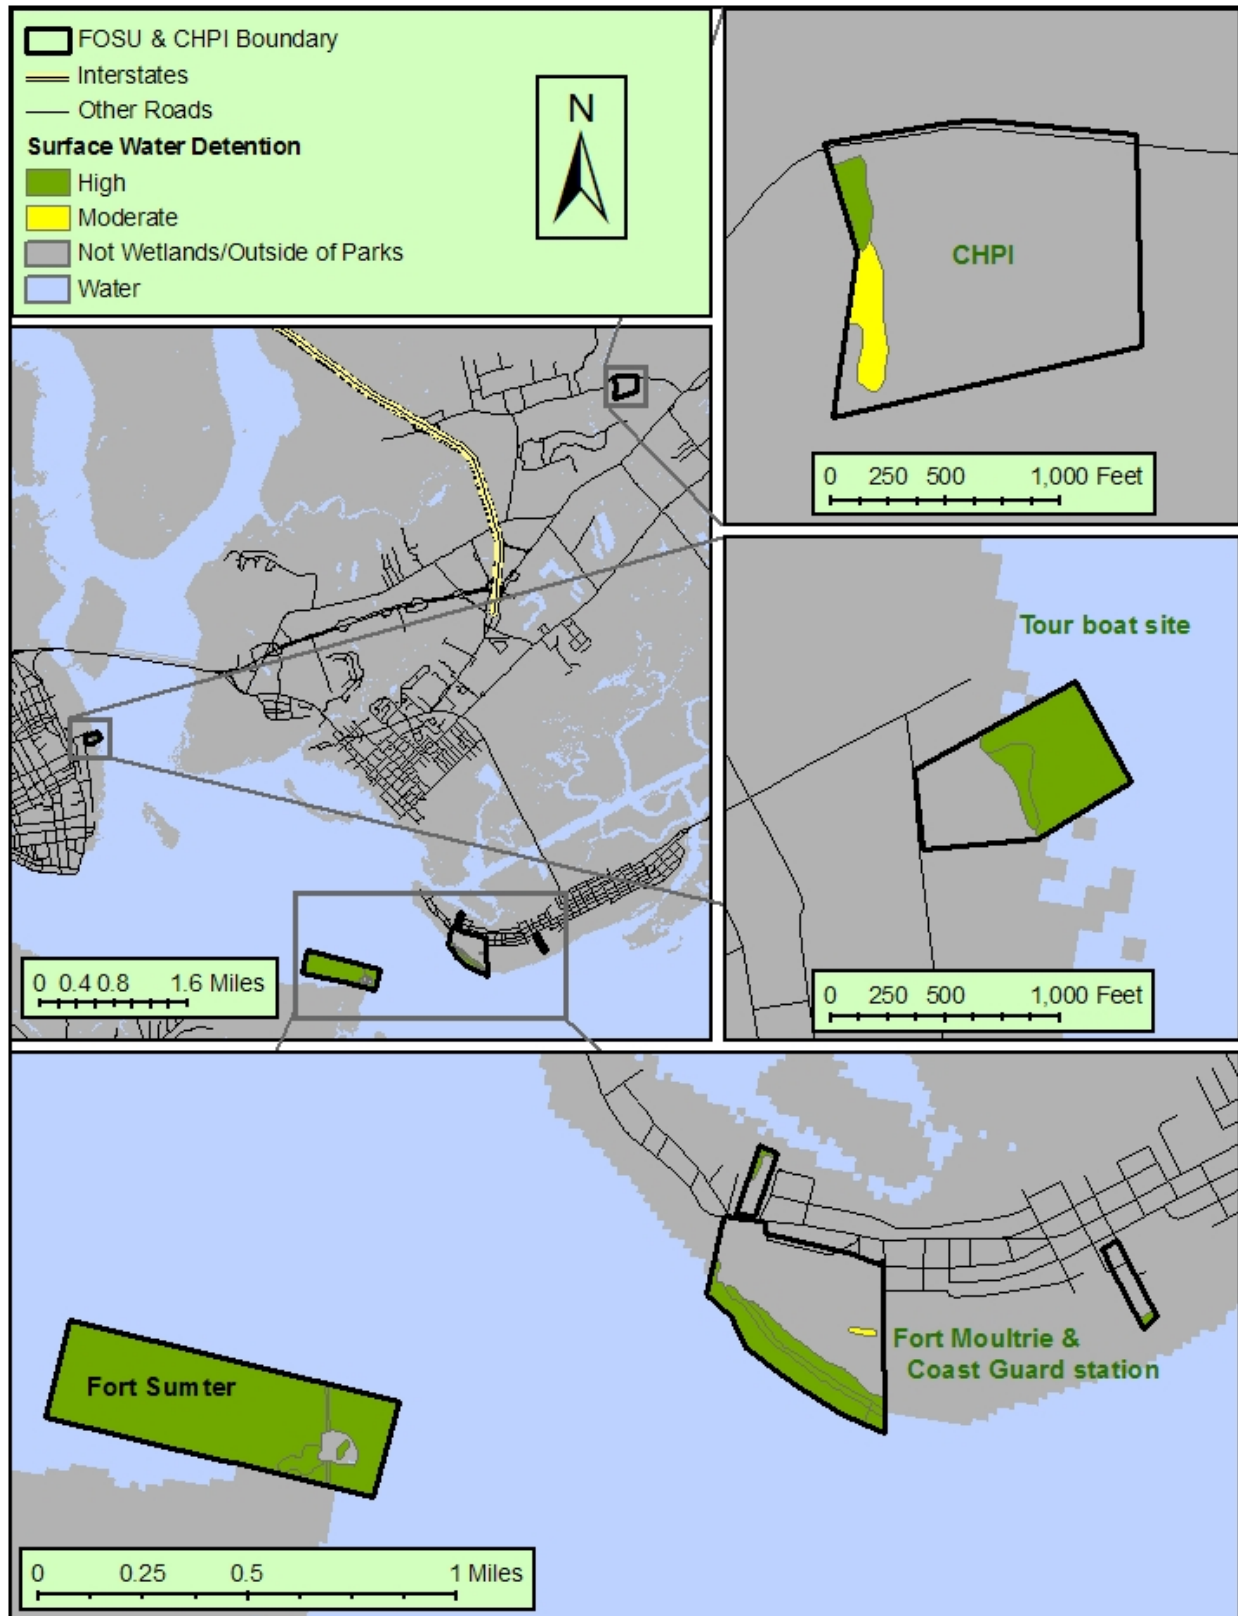 FOSU & CHPI Boundary
Interstates
Other Roads
Surface Water Detention
High
Moderate
Not Wetlands/Outside of Parks
Water
N
CHPI
0 250 500 1,000 Feet
Tour boat site
0 250 500 1,000 Feet
0 0.4 0.8 1.6 Miles
Fort Sumter
Fort Moultrie &
Coast Guard station
0 0.25 0.5 1 Miles